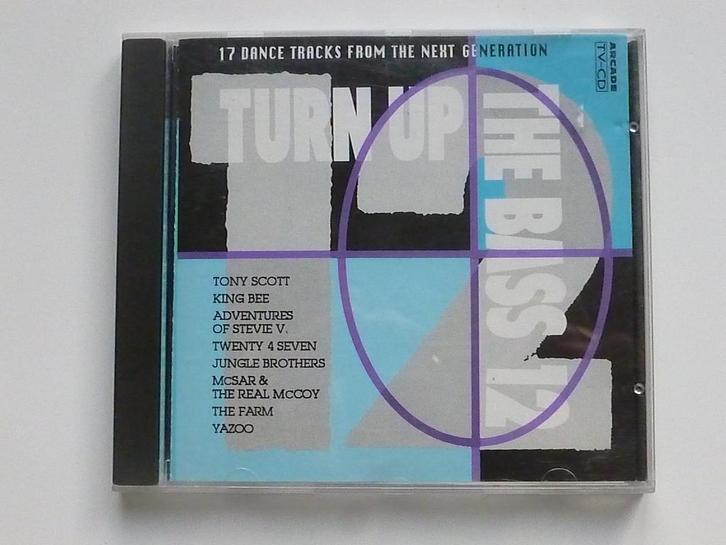 17 DANCE TRACKS FROM THE NEXT GENERATION
ARCADE
TV-CD
TURN UP
THE BASS 12
12
TONY SCOTT
KING BEE
ADVENTURES
OF STEVIE V.
TWENTY 4 SEVEN
JUNGLE BROTHERS
McSAR &
THE REAL McCOY
THE FARM
YAZOO